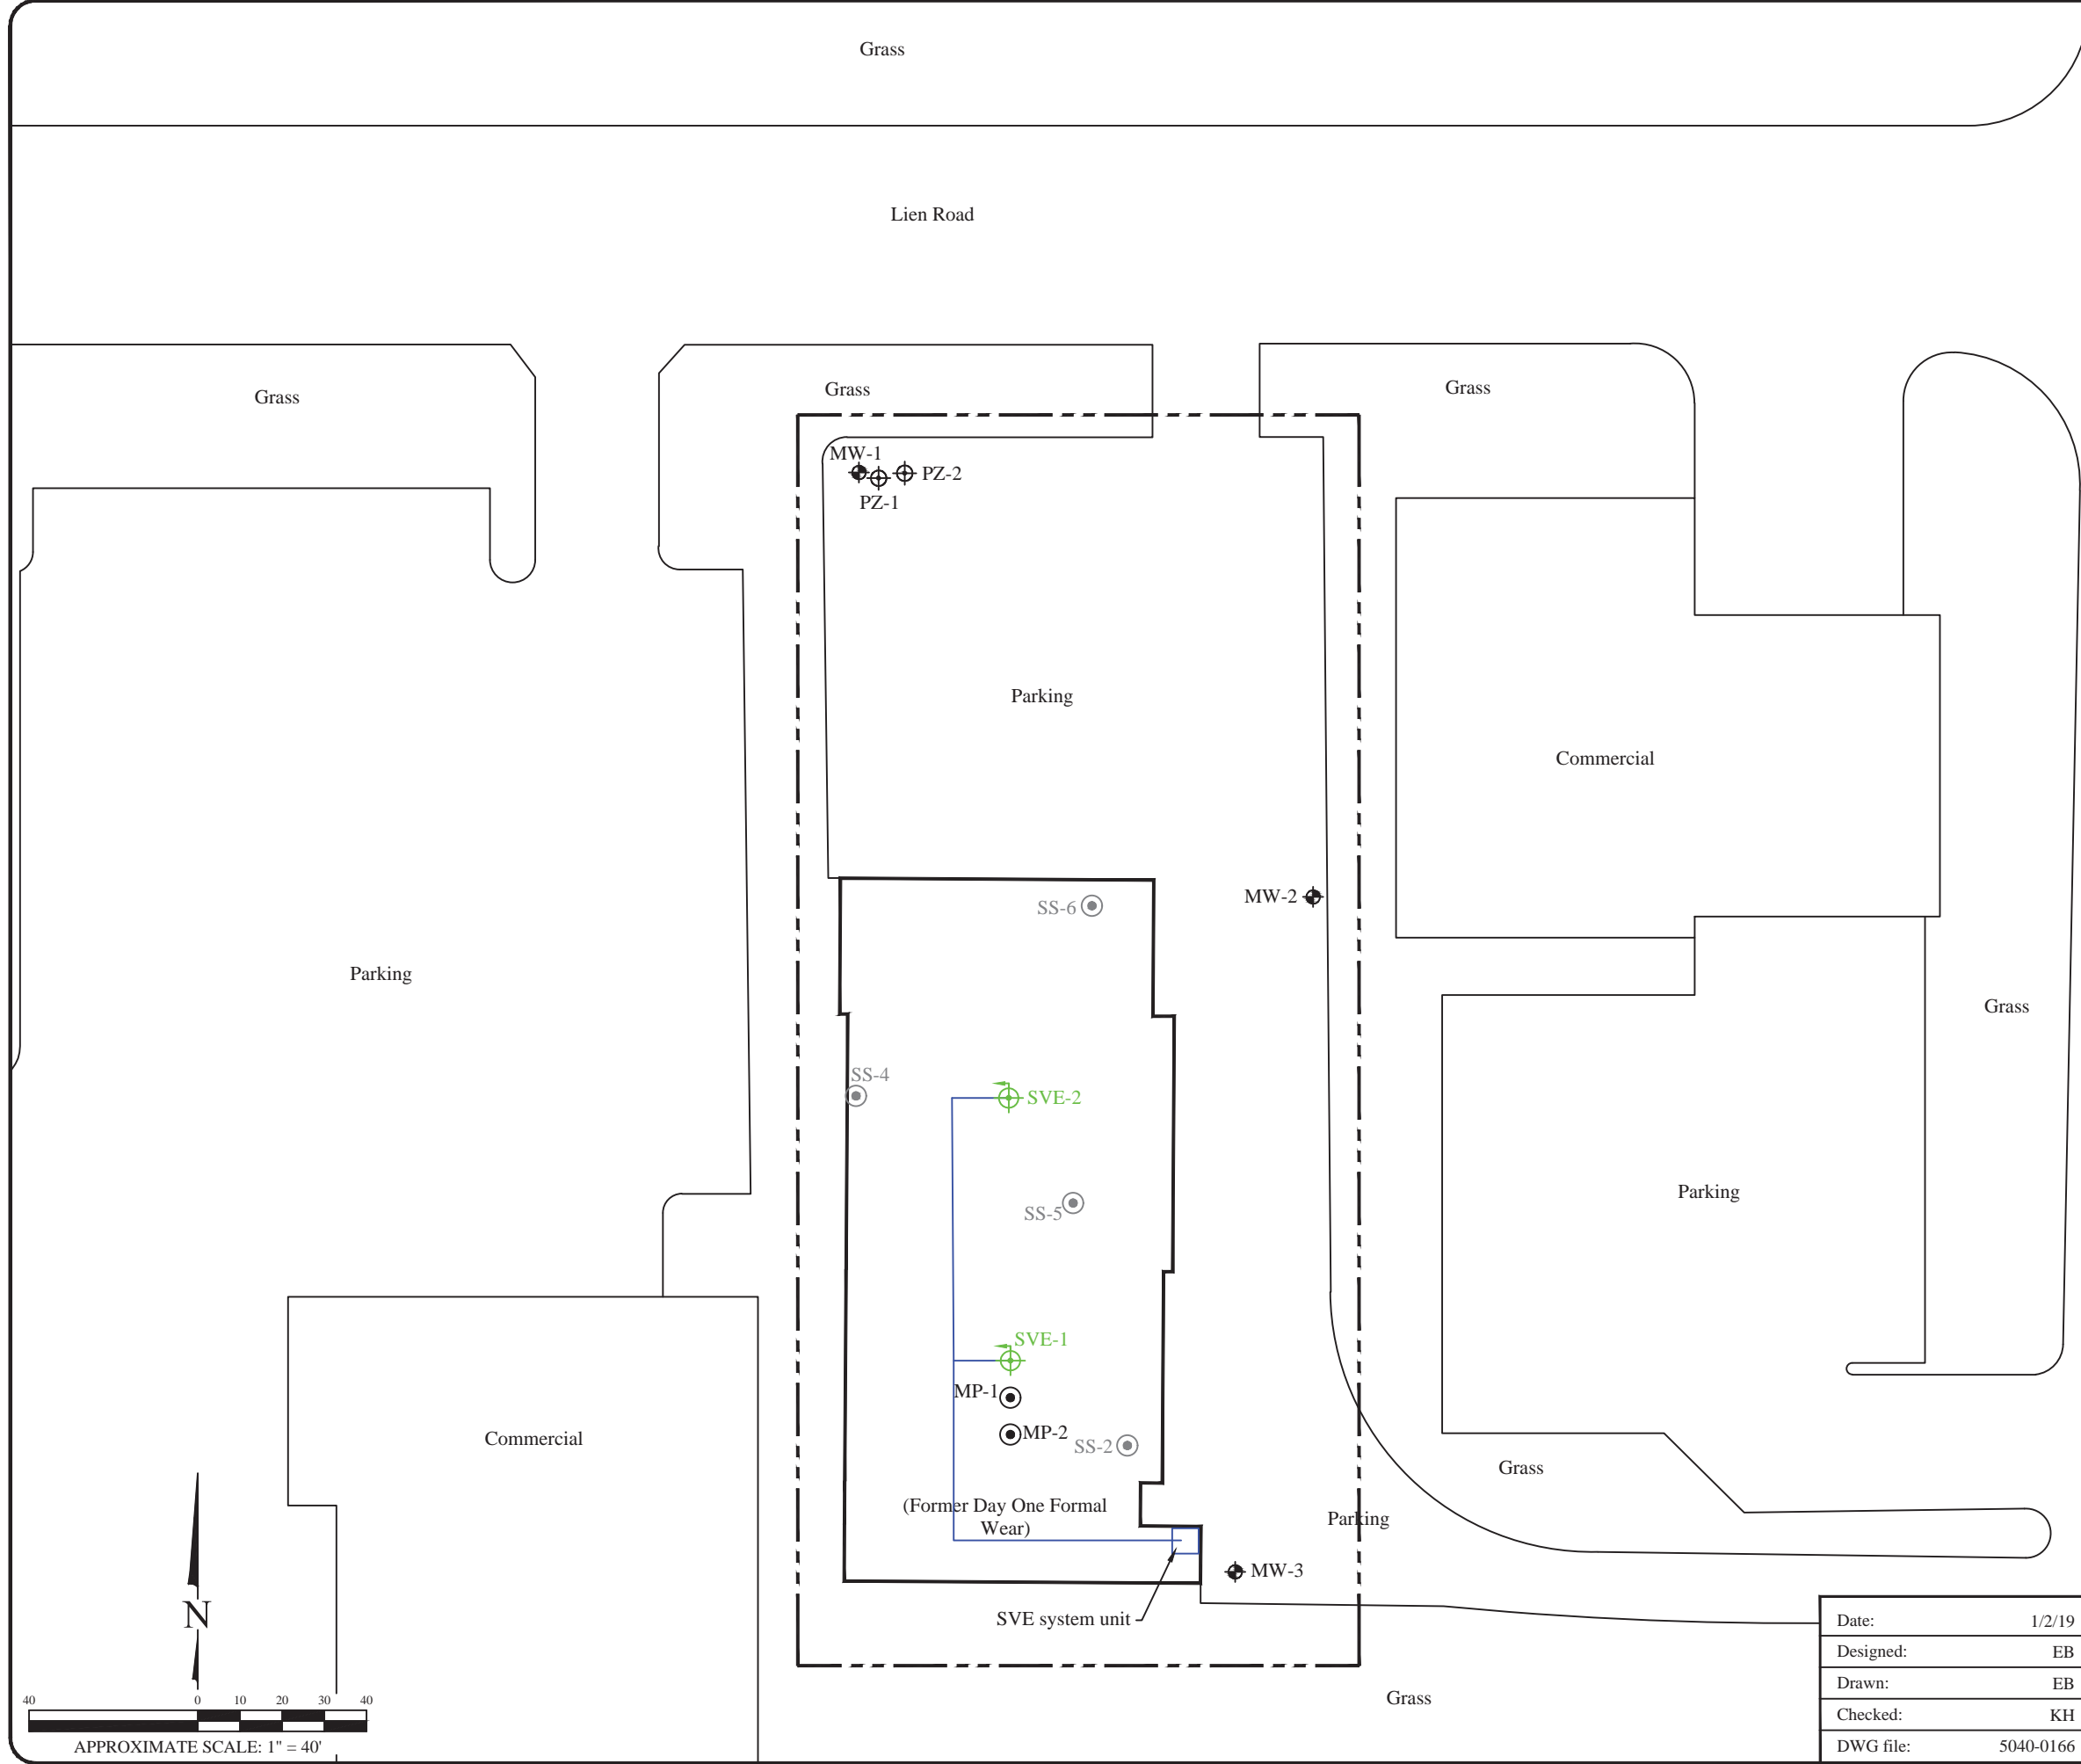 Grass
Lien Road
Grass
Grass
Grass
MW-1
PZ-2
PZ-1
Parking
Commercial
MW-2
SS-6
Parking
Grass
SS-4
SVE-2
Parking
SS-5
SVE-1
MP-1
MP-2
SS-2
Commercial
Grass
(Former Day One Formal
Wear)
Parking
MW-3
SVE system unit
N
Grass
40 0 10 20 30 40
APPROXIMATE SCALE: 1" = 40'
Date: 1/2/19
Designed: EB
Drawn: EB
Checked: KH
DWG file: 5040-0166